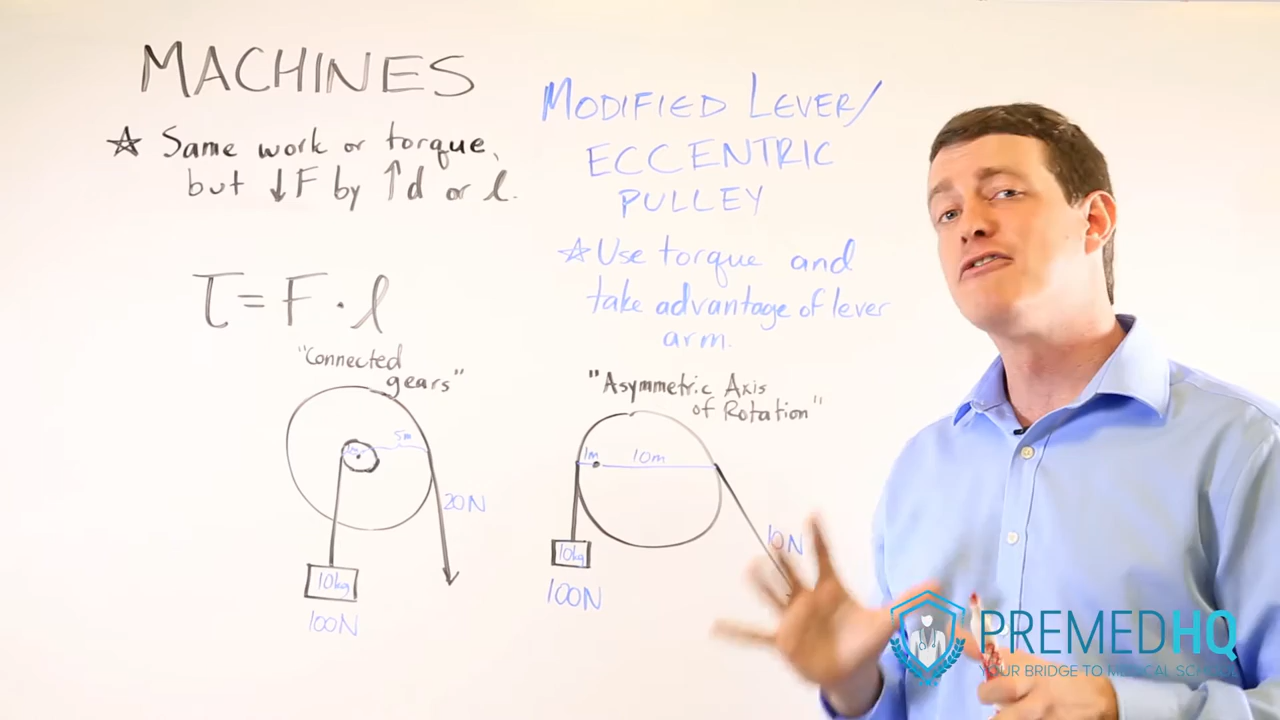 MACHINES
☆ Same work or torque,
but ↓F by ↑d or l.
τ = F · l
"Connected
gears"
5m
20N
10kg
100N
MODIFIED LEVER/
ECCENTRIC
PULLEY
☆Use torque and
take advantage of lever
arm.
"Asymmetric Axis
of Rotation"
1m
10m
10kg
100N
10N
PREMEDHQ
YOUR BRIDGE TO MEDICAL SCHOOL